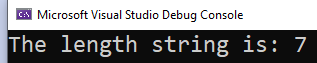 Microsoft Visual Studio Debug Console
The length string is: 7